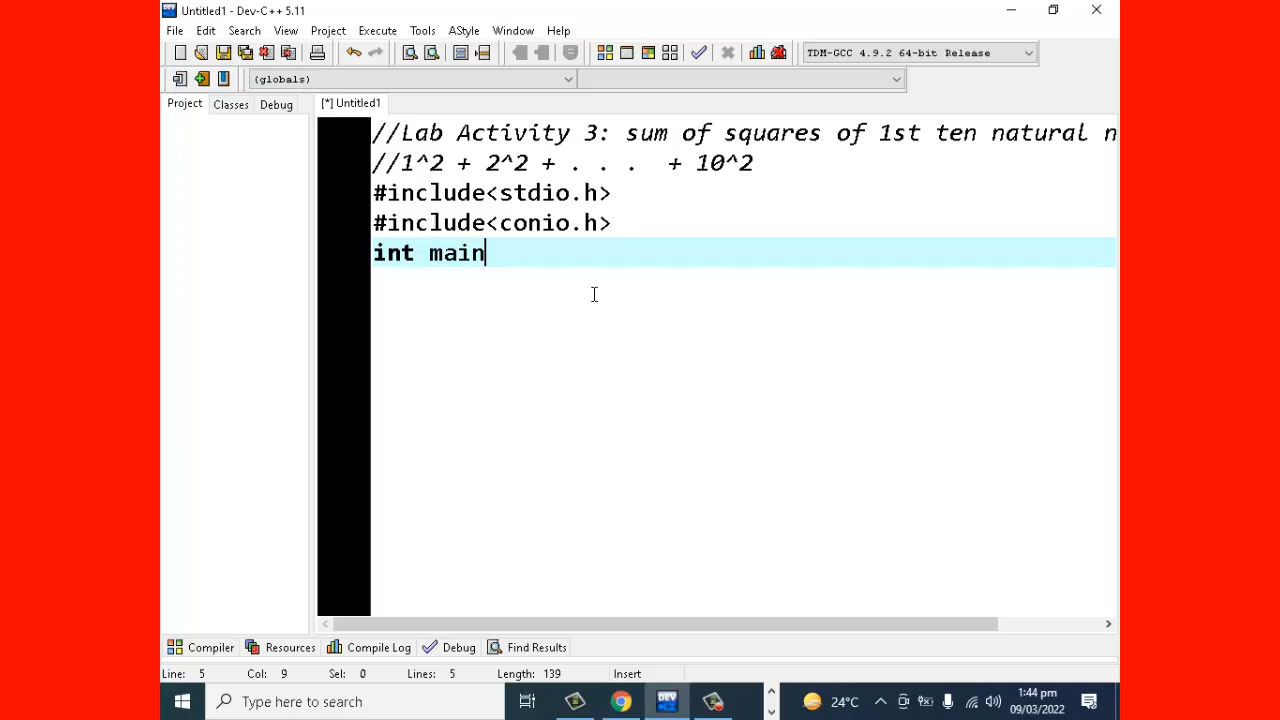 Untitled1 - Dev-C++ 5.11
File Edit Search View Project Execute Tools AStyle Window Help
TDM-GCC 4.9.2 64-bit Release
(globals)
Project Classes Debug [*] Untitled1
//Lab Activity 3: sum of squares of 1st ten natural n
//1^2 + 2^2 + . . . + 10^2
#include<stdio.h>
#include<conio.h>
int main
Compiler Resources Compile Log Debug Find Results
Line: 5 Col: 9 Sel: 0 Lines: 5 Length: 139 Insert
Type here to search
24°C
1:44 pm
09/03/2022